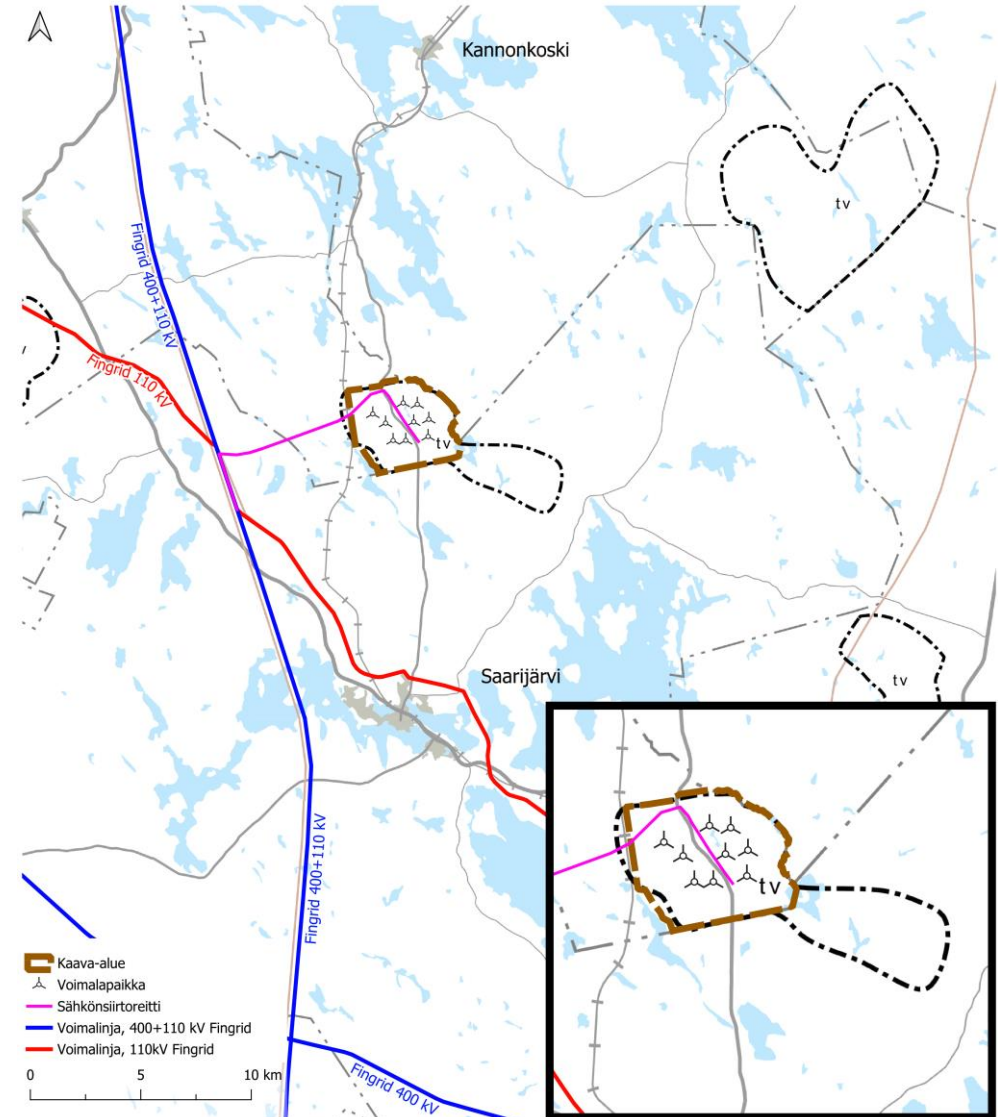 Kannonkoski
tv
Fingrid 400+110 kV
Fingrid 110 kV
tv
Saarijärvi
tv
Fingrid 400+110 kV
tv
Kaava-alue
Voimalapaikka
Sähkönsiirtoreitti
Voimalinja, 400+110 kV Fingrid
Voimalinja, 110kV Fingrid
0 5 10 km
Fingrid 400 kV